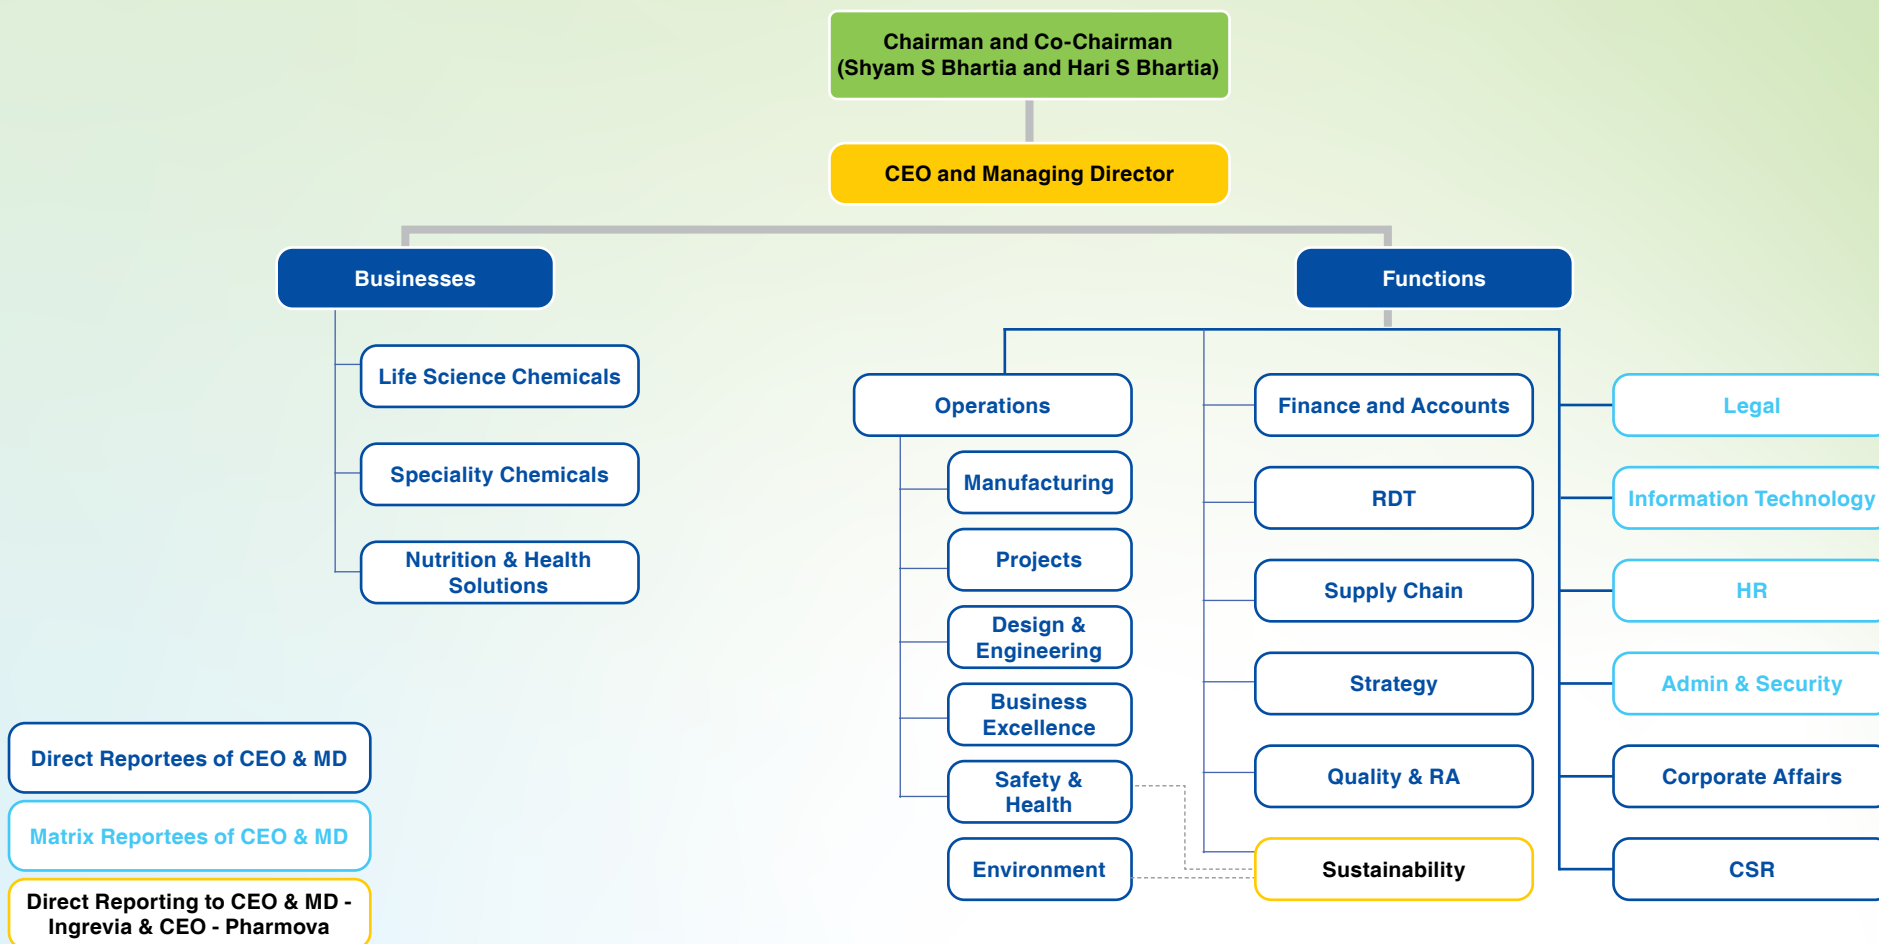 Chairman and Co-Chairman
(Shyam S Bhartia and Hari S Bhartia)
CEO and Managing Director
Businesses
Life Science Chemicals
Speciality Chemicals
Nutrition & Health
Solutions
Functions
Operations
Manufacturing
Projects
Design &
Engineering
Business
Excellence
Safety &
Health
Environment
Finance and Accounts
RDT
Supply Chain
Strategy
Quality & RA
Sustainability
Legal
Information Technology
HR
Admin & Security
Corporate Affairs
CSR
Direct Reportees of CEO & MD
Matrix Reportees of CEO & MD
Direct Reporting to CEO & MD -
Ingrevia & CEO - Pharmova